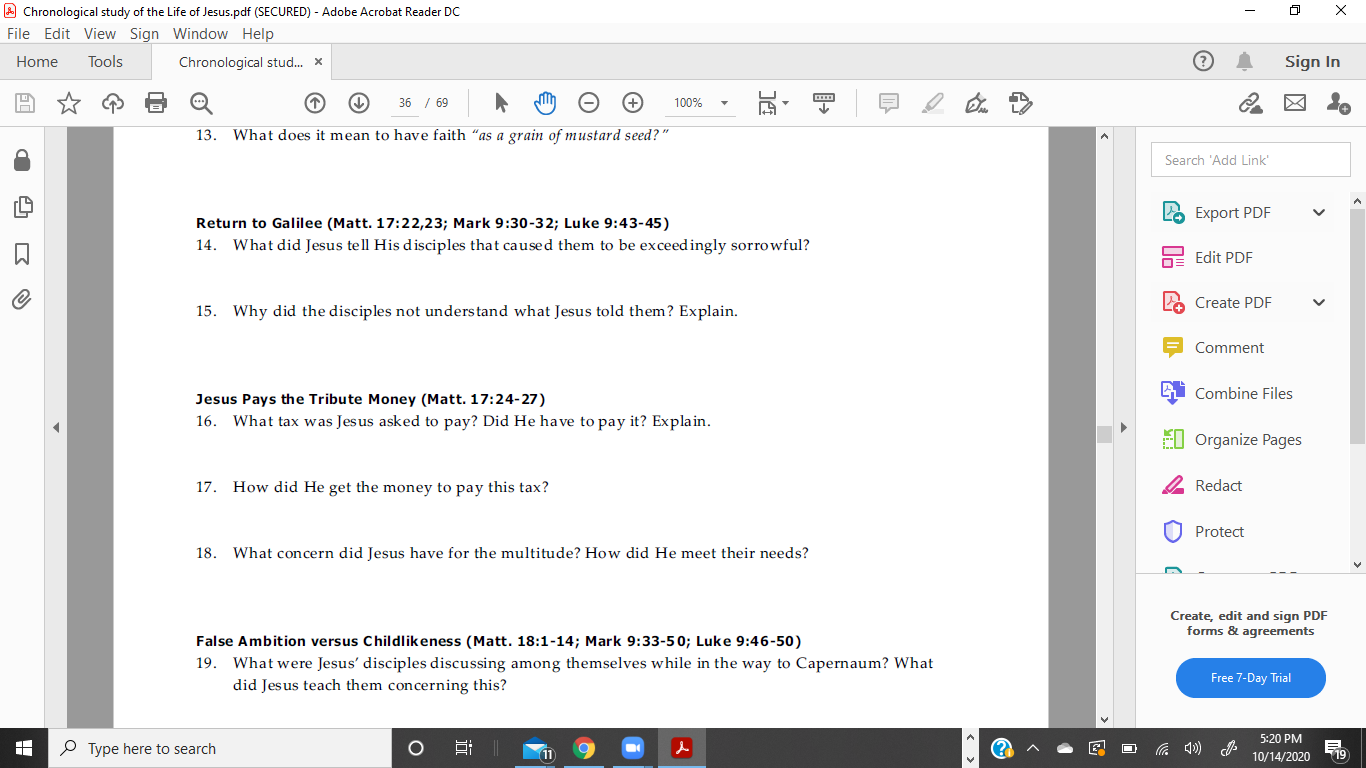 Chronological study of the Life of Jesus.pdf (SECURED) - Adobe Acrobat Reader DC
File Edit View Sign Window Help
Home Tools Chronological stud... × Sign In
36 / 69 100%
13. What does it mean to have faith “as a grain of mustard seed?”
Return to Galilee (Matt. 17:22,23; Mark 9:30-32; Luke 9:43-45)
14. What did Jesus tell His disciples that caused them to be exceedingly sorrowful?
15. Why did the disciples not understand what Jesus told them? Explain.
Jesus Pays the Tribute Money (Matt. 17:24-27)
16. What tax was Jesus asked to pay? Did He have to pay it? Explain.
17. How did He get the money to pay this tax?
18. What concern did Jesus have for the multitude? How did He meet their needs?
False Ambition versus Childlikeness (Matt. 18:1-14; Mark 9:33-50; Luke 9:46-50)
19. What were Jesus’ disciples discussing among themselves while in the way to Capernaum? What
did Jesus teach them concerning this?
Search 'Add Link'
Export PDF
Edit PDF
Create PDF
Comment
Combine Files
Organize Pages
Redact
Protect
Create, edit and sign PDF
forms & agreements
Free 7-Day Trial
Type here to search
11
5:20 PM
10/14/2020
19